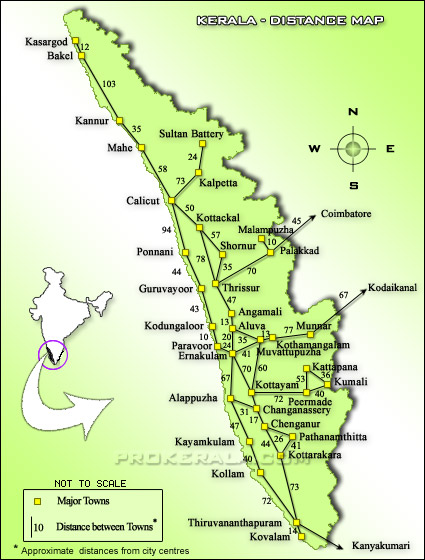 KERALA - DISTANCE MAP
Kasargod
12
Bakel
103
Kannur
35
Mahe
Sultan Battery
24
58
73
Kalpetta
N
W
E
S
Calicut
50
Kottackal
45
Coimbatore
Malampuzha
94
57
Shornur
10
Palakkad
Ponnani
78
35
70
44
Thrissur
Guruvayoor
67
Kodaikanal
43
47
Angamali
Kodungaloor
13
Aluva
13
77
Munnar
10
20
35
Kothamangalam
Paravoor
24
Muvattupuzha
Ernakulam
41
70
60
Kattapana
53
36
Kumali
67
Kottayam
72
40
Peermade
Alappuzha
31
17
Changanassery
Chenganur
47
44
26
Pathanamthitta
41
Kayamkulam
Kottarakara
40
PROKERALA.COM
Kollam
73
72
Thiruvananthapuram
14
Kovalam
Kanyakumari
NOT TO SCALE
Major Towns
10
Distance between Towns*
* Approximate distances from city centres